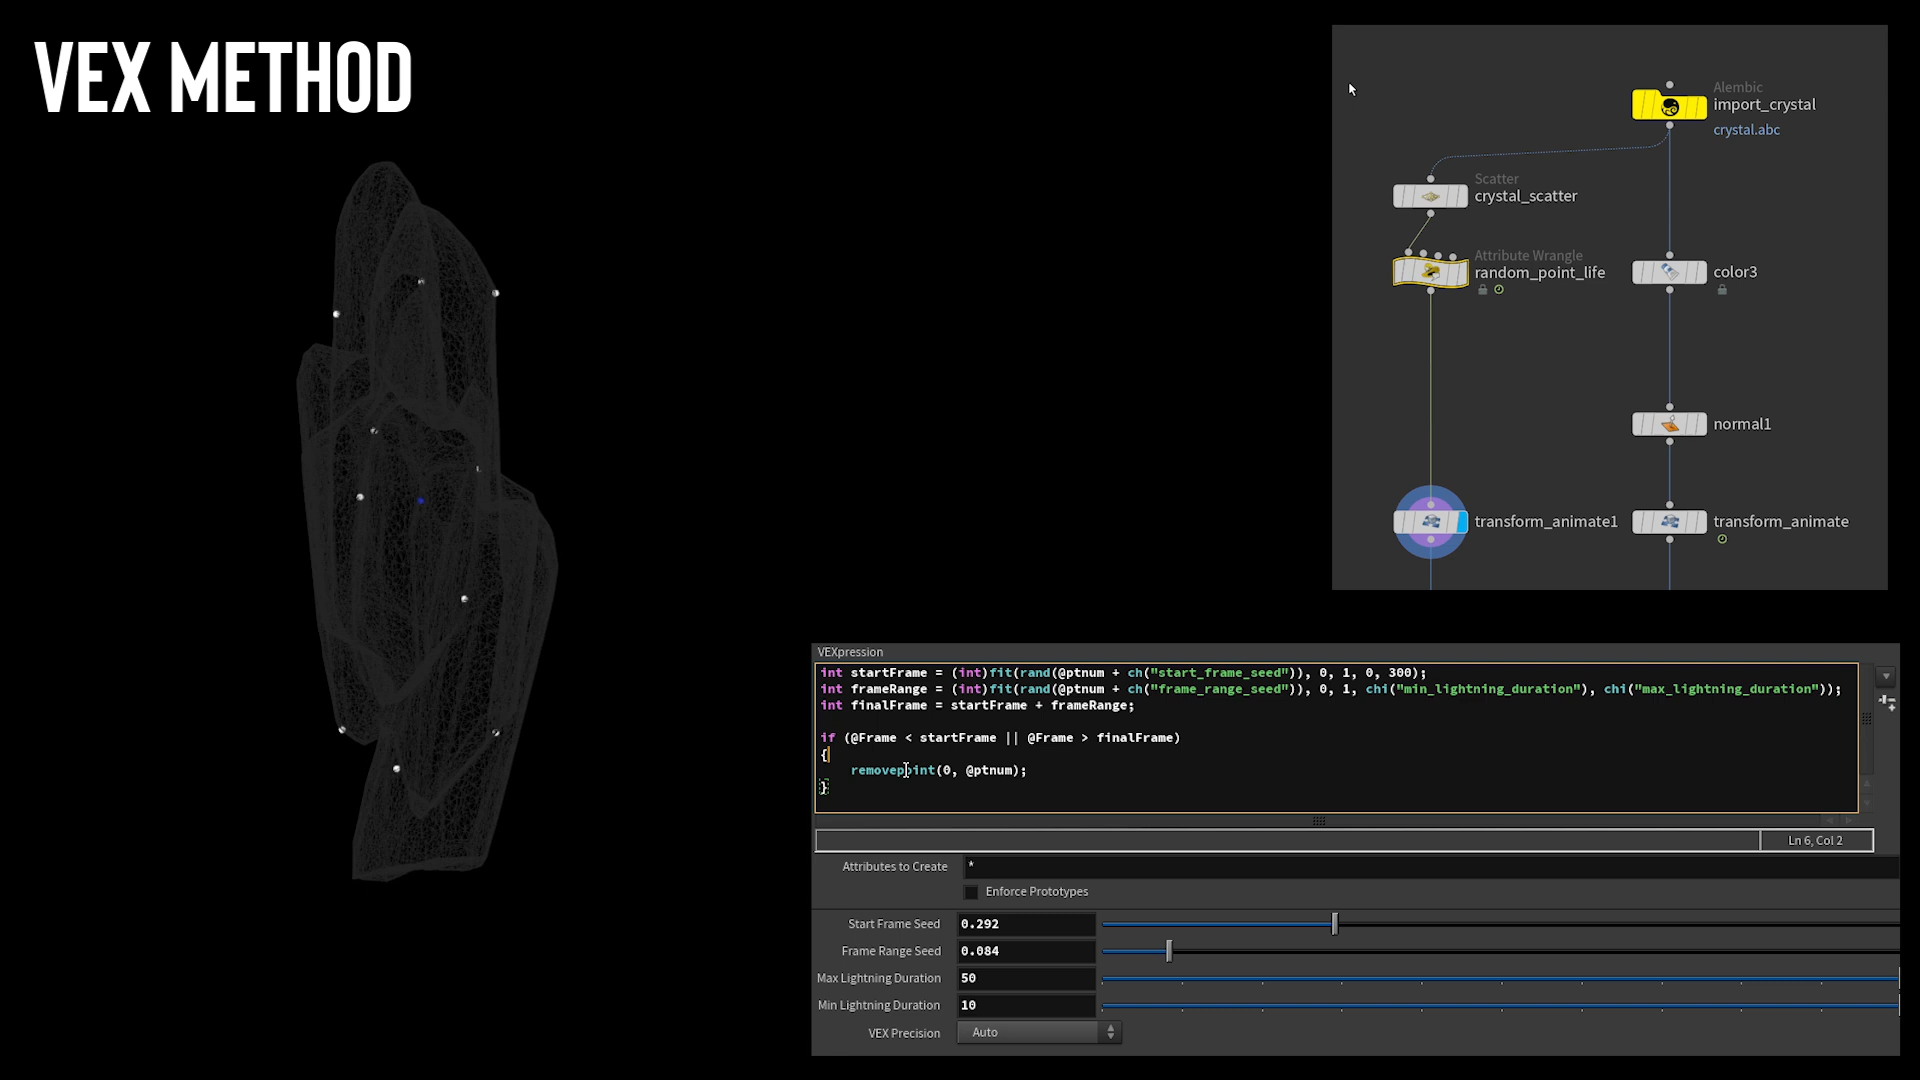 VEX METHOD
Alembic
import_crystal
crystal.abc
Scatter
crystal_scatter
Attribute Wrangle
random_point_life
color3
normal1
transform_animate1
transform_animate
VEXpression
int startFrame = (int)fit(rand(@ptnum + ch("start_frame_seed")), 0, 1, 0, 300);
int frameRange = (int)fit(rand(@ptnum + ch("frame_range_seed")), 0, 1, chi("min_lightning_duration"), chi("max_lightning_duration"));
int finalFrame = startFrame + frameRange;
if (@Frame < startFrame || @Frame > finalFrame)
{
removepoint(0, @ptnum);
}
Ln 6, Col 2
Attributes to Create *
Enforce Prototypes
Start Frame Seed 0.292
Frame Range Seed 0.084
Max Lightning Duration 50
Min Lightning Duration 10
VEX Precision Auto